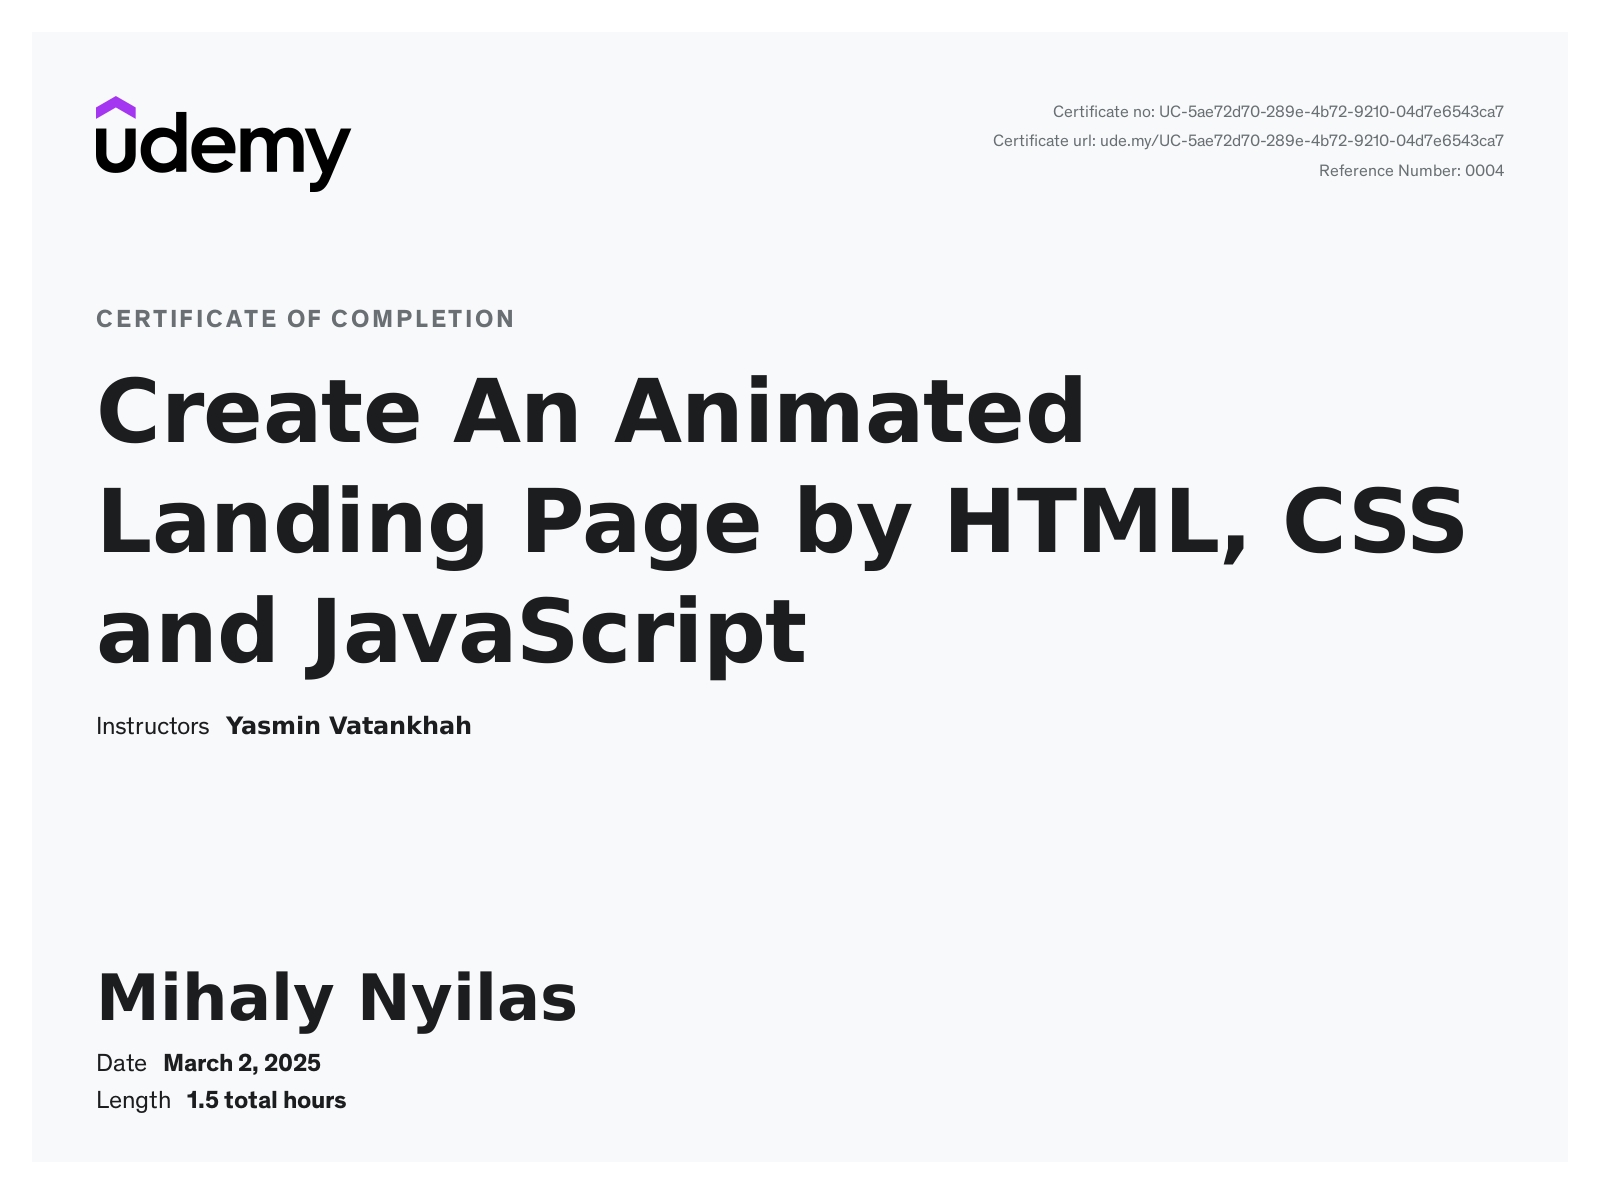 udemy
Certificate no: UC-5ae72d70-289e-4b72-9210-04d7e6543ca7
Certificate url: ude.my/UC-5ae72d70-289e-4b72-9210-04d7e6543ca7
Reference Number: 0004
CERTIFICATE OF COMPLETION
Create An Animated
Landing Page by HTML, CSS
and JavaScript
Instructors Yasmin Vatankhah
Mihaly Nyilas
Date March 2, 2025
Length 1.5 total hours